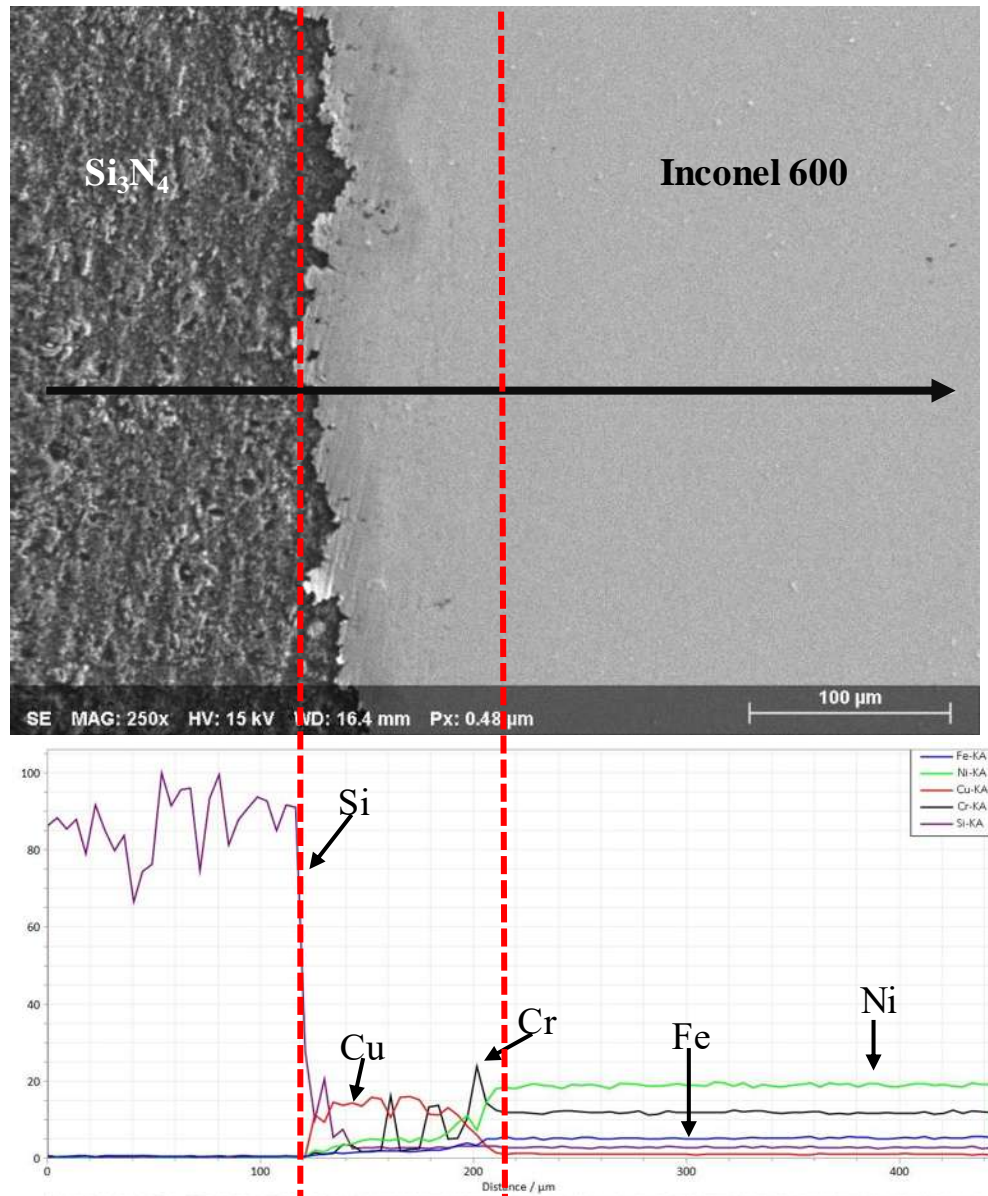 Si₃N₄
Inconel 600
100 µm
SE MAG: 250x HV: 15 kV WD: 16.4 mm Px: 0.48 µm
Fe-KA
Ni-KA
Cu-KA
Cr-KA
Si-KA
100
80
60
40
20
0
Si
Cu
Cr
Fe
Ni
0
100
200
300
400
Distance / µm